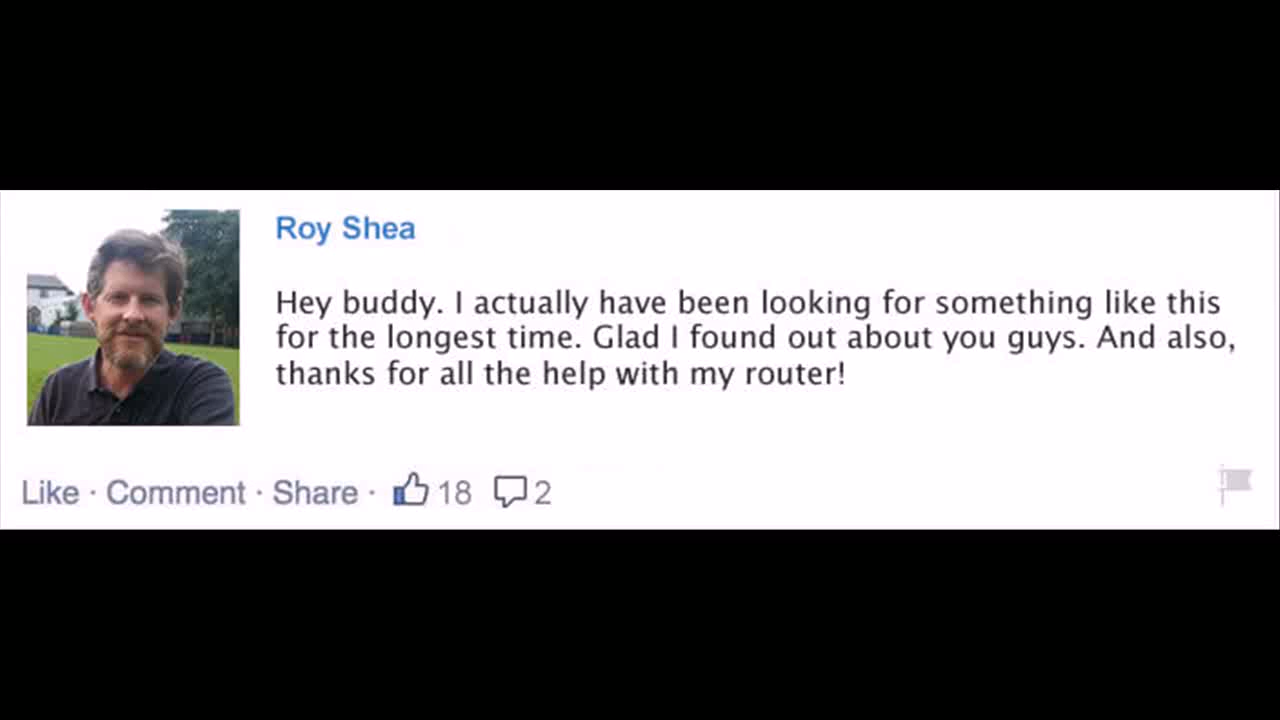 Roy Shea
Hey buddy. I actually have been looking for something like this
for the longest time. Glad I found out about you guys. And also,
thanks for all the help with my router!
Like · Comment · Share · 18 2